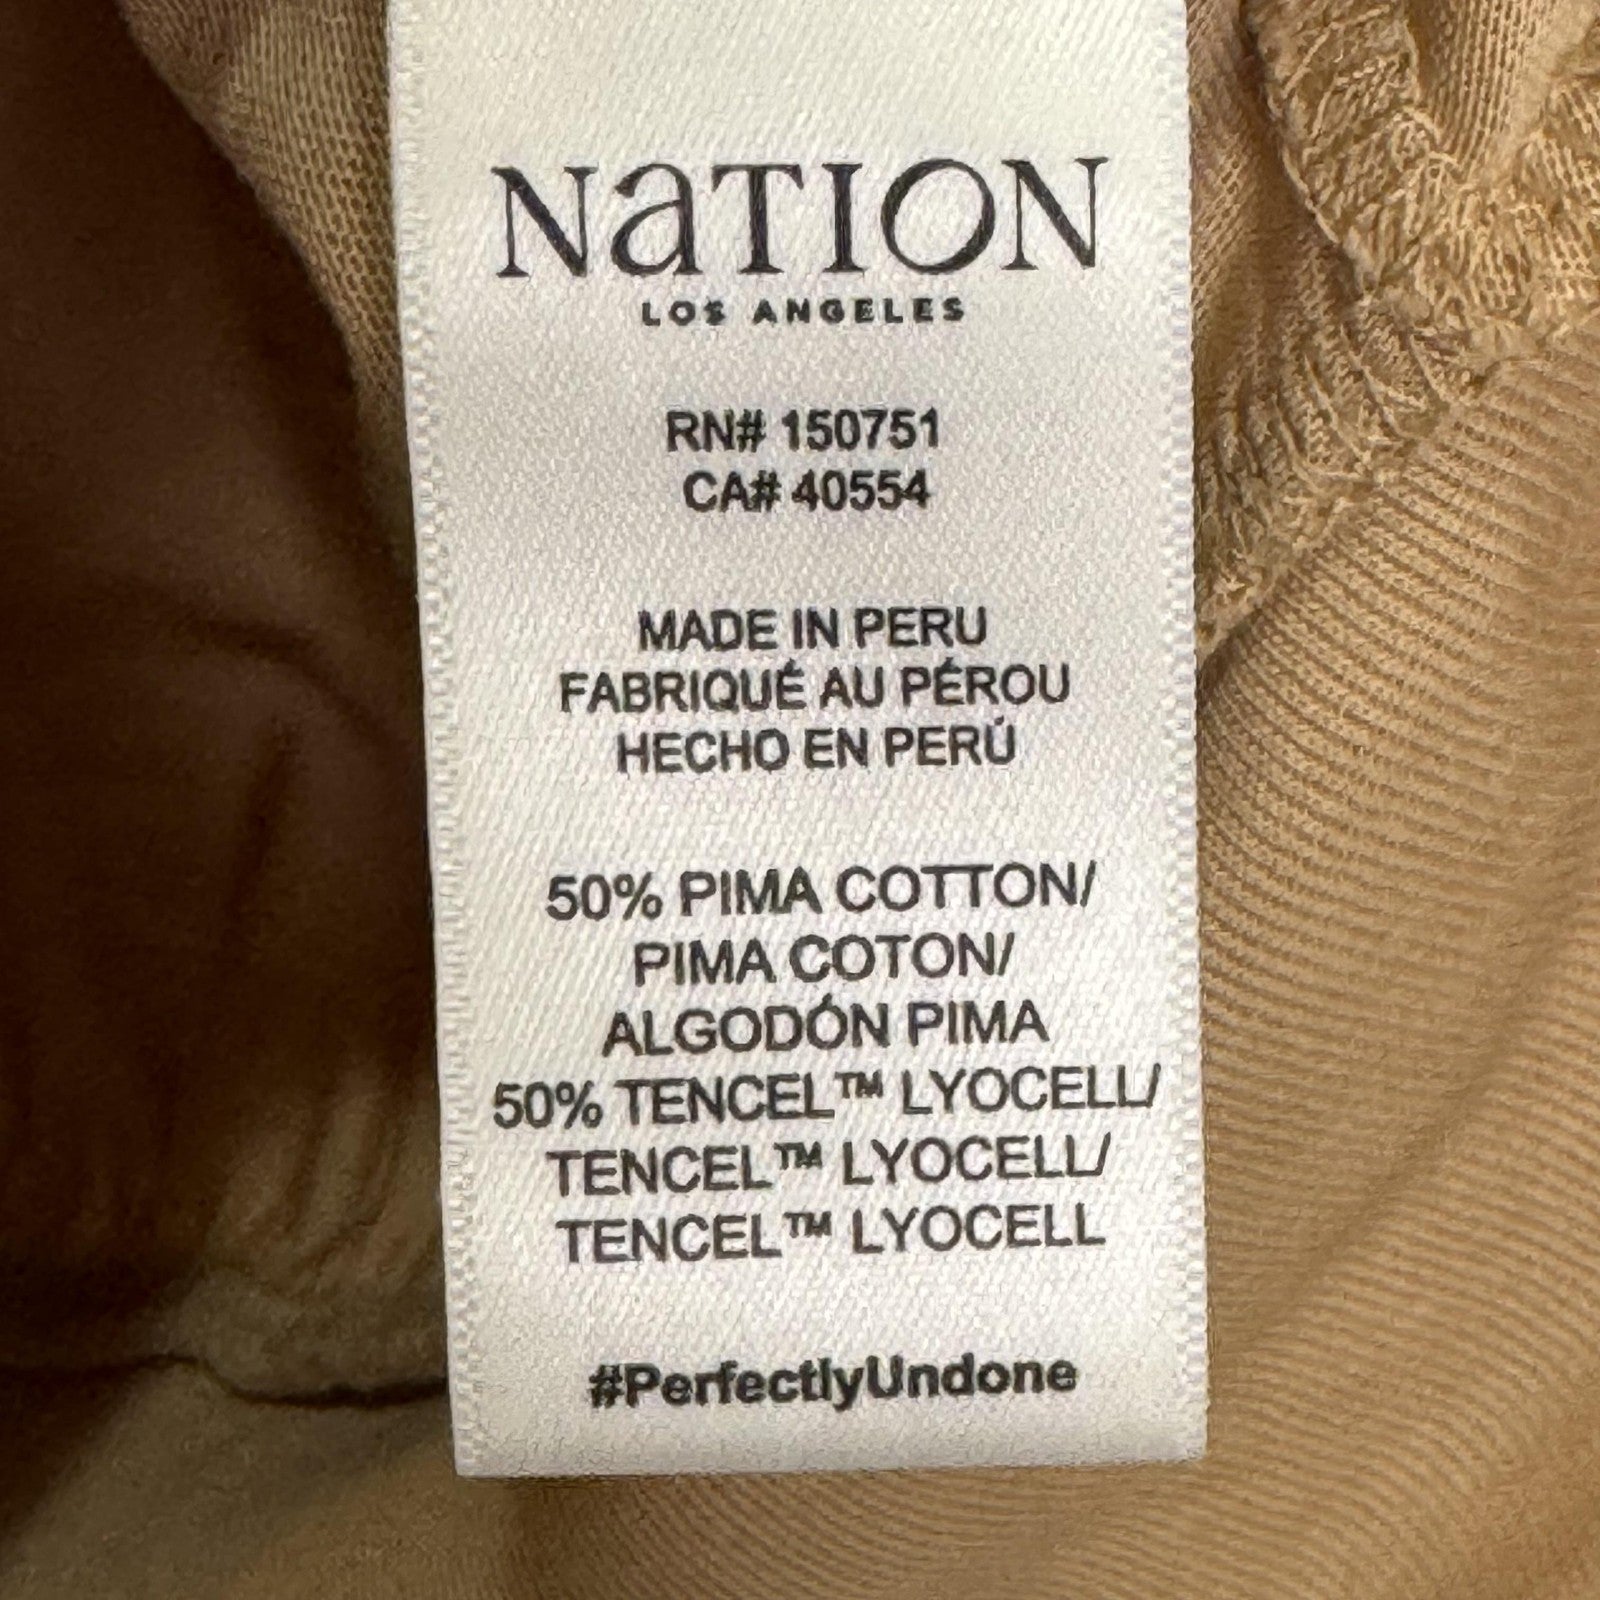 NaTION
LOS ANGELES
RN# 150751
CA# 40554
MADE IN PERU
FABRIQUÉ AU PÉROU
HECHO EN PERÚ
50% PIMA COTTON/
PIMA COTON/
ALGODÓN PIMA
50% TENCEL™ LYOCELL/
TENCEL™ LYOCELL/
TENCEL™ LYOCELL
#PerfectlyUndone